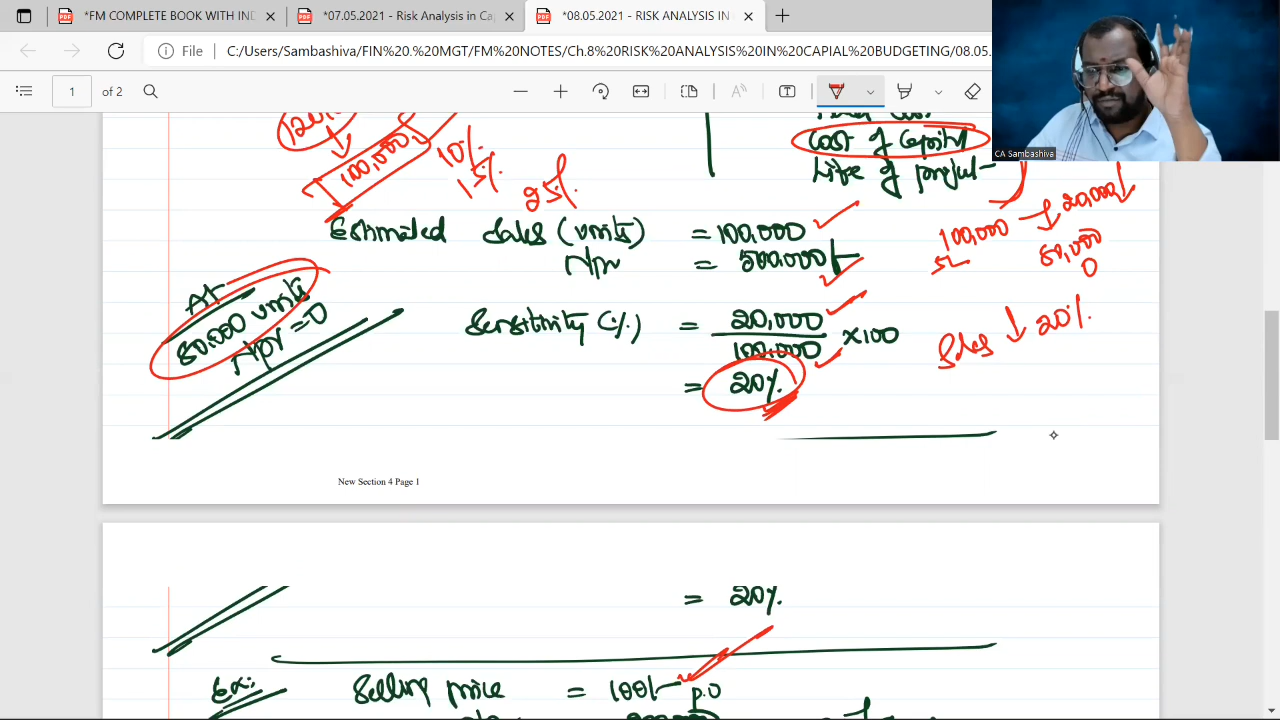 *FM COMPLETE BOOK WITH IND
*07.05.2021 - Risk Analysis in Ca
*08.05.2021 - RISK ANALYSIS IN
File
C:/Users/Sambashiva/FIN%20.%20MGT/FM%20NOTES/Ch.8%20RISK%20ANALYSIS%20IN%20CAPIAL%20BUDGETING/08.05.
1 of 2
CA Sambashiva
Cost of Capital
Life of project
100,000
10%
15%
25%
Estimated Sales (units) = 100,000
NPV = 500,000/-
100,000
20,000
80,000
0
5L
At
80,000 units
NPV = 0
Sensitivity (%) = 20,000
100,000 ×100
= 20%
Sales ↓ 20%
New Section 4 Page 1
= 20%
Ex:
Selling price = 100/- p.u